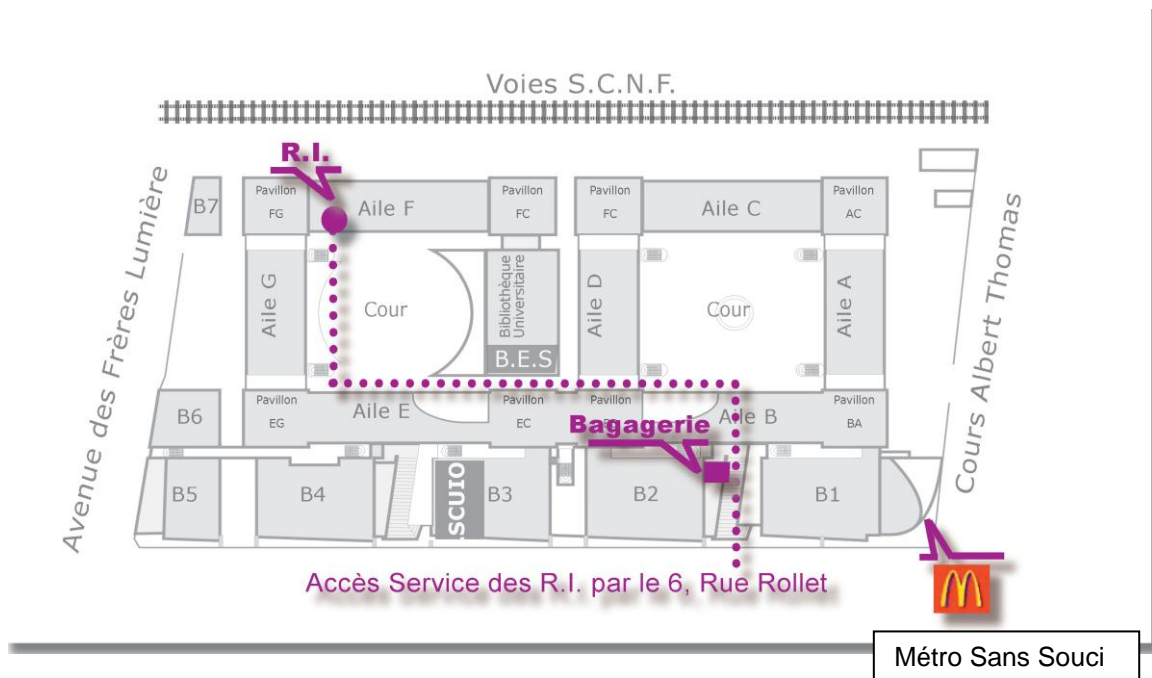 Voies S.C.N.F.
R.I.
Avenue des Frères Lumière
B7
Pavillon
FG
Aile F
Pavillon
FC
Pavillon
FC
Aile C
Pavillon
AC
Cours Albert Thomas
Aile G
Cour
Bibliothèque
Universitaire
B.E.S
Aile D
Cour
Aile A
B6
Pavillon
EG
Aile E
Pavillon
EC
Pavillon
Aile B
Pavillon
BA
Bagagerie
B5
B4
SCUIO
B3
B2
B1
Accès Service des R.I. par le 6, Rue Rollet
M
Métro Sans Souci